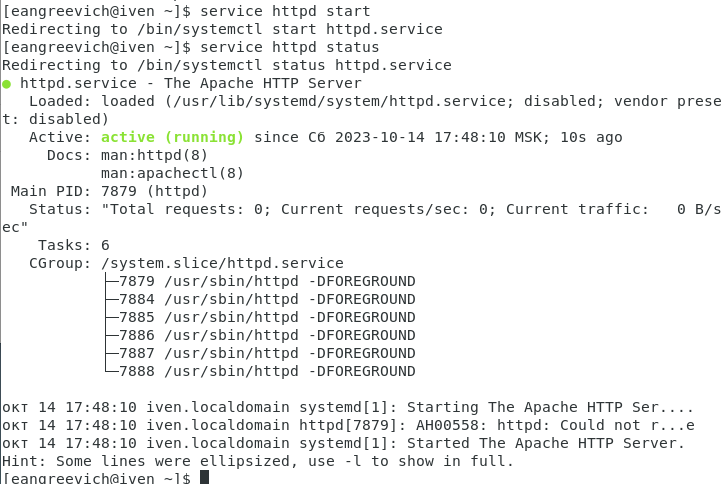 [eangreevich@iven ~]$ service httpd start
Redirecting to /bin/systemctl start httpd.service
[eangreevich@iven ~]$ service httpd status
Redirecting to /bin/systemctl status httpd.service
● httpd.service - The Apache HTTP Server
   Loaded: loaded (/usr/lib/systemd/system/httpd.service; disabled; vendor prese
t: disabled)
   Active: active (running) since Сб 2023-10-14 17:48:10 MSK; 10s ago
     Docs: man:httpd(8)
           man:apachectl(8)
 Main PID: 7879 (httpd)
   Status: "Total requests: 0; Current requests/sec: 0; Current traffic:   0 B/s
ec"
    Tasks: 6
   CGroup: /system.slice/httpd.service
           ├─7879 /usr/sbin/httpd -DFOREGROUND
           ├─7884 /usr/sbin/httpd -DFOREGROUND
           ├─7885 /usr/sbin/httpd -DFOREGROUND
           ├─7886 /usr/sbin/httpd -DFOREGROUND
           ├─7887 /usr/sbin/httpd -DFOREGROUND
           └─7888 /usr/sbin/httpd -DFOREGROUND

окт 14 17:48:10 iven.localdomain systemd[1]: Starting The Apache HTTP Ser....
окт 14 17:48:10 iven.localdomain httpd[7879]: AH00558: httpd: Could not r...e
окт 14 17:48:10 iven.localdomain systemd[1]: Started The Apache HTTP Server.
Hint: Some lines were ellipsized, use -l to show in full.
[eangreevich@iven ~]$